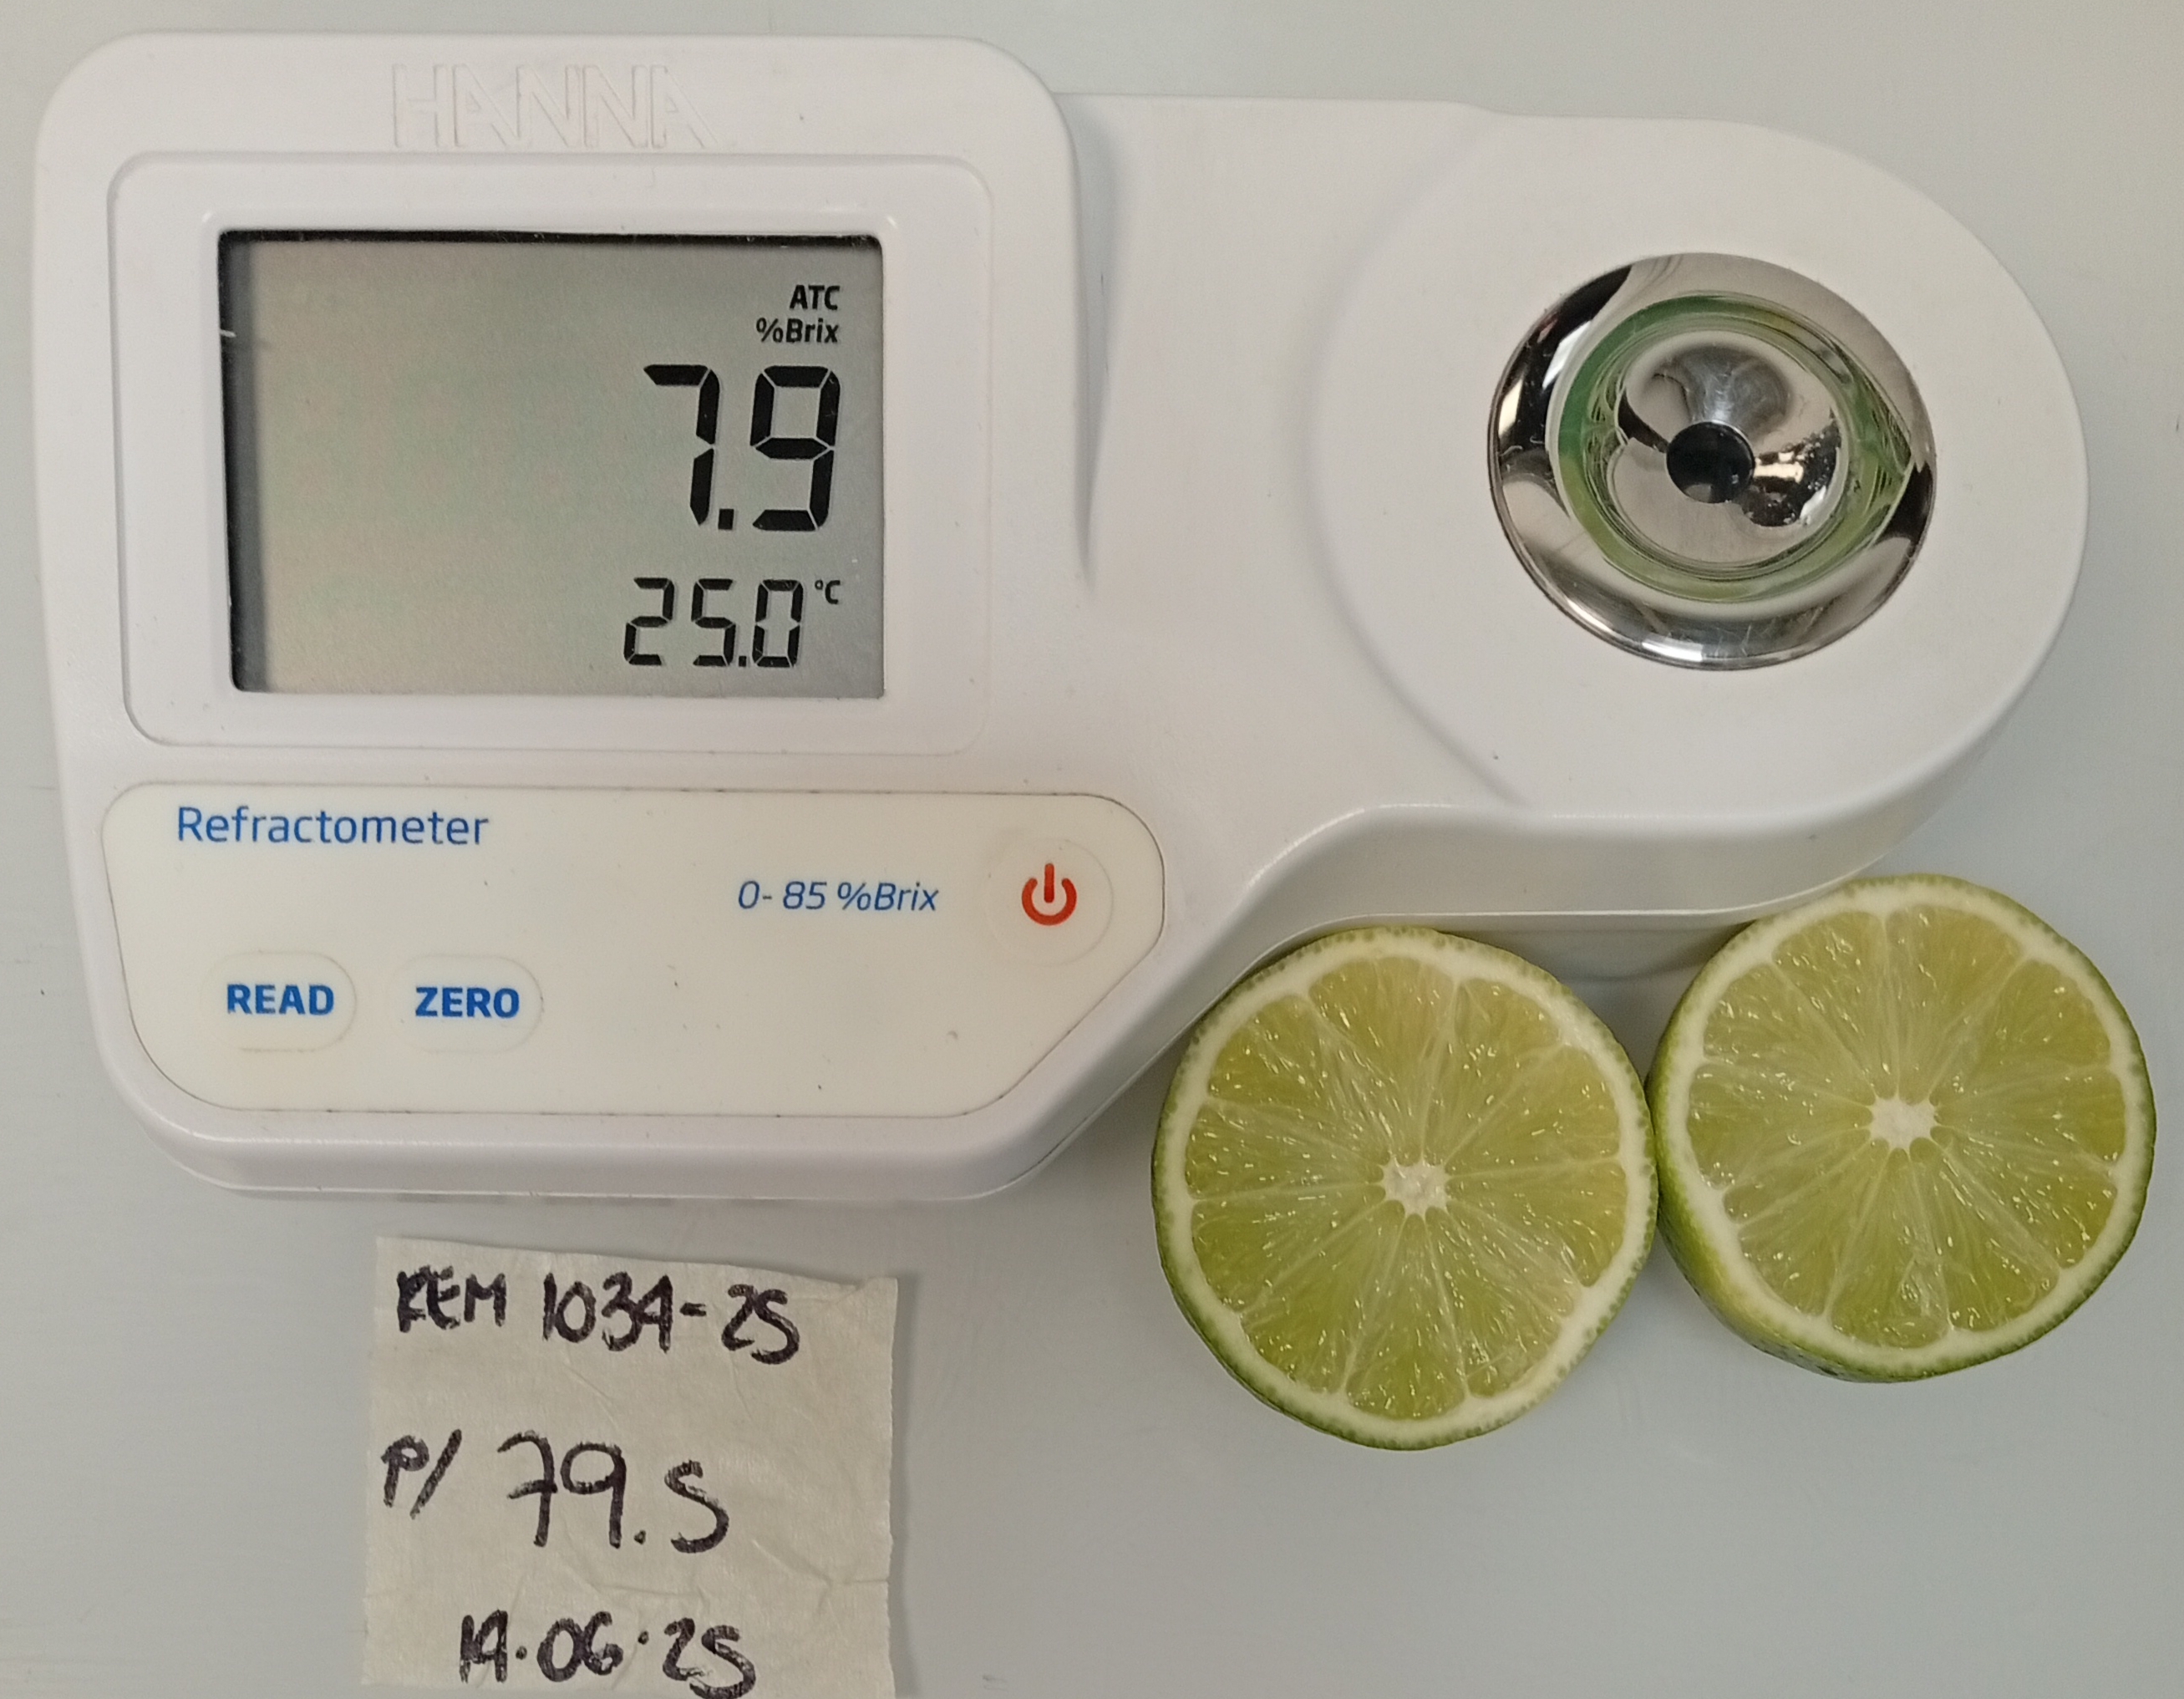 HANNA
ATC
%Brix
7.9
25.0 °C
Refractometer
0-85 %Brix
READ
ZERO
REM 1034-25
P/ 79.5
19.06.25